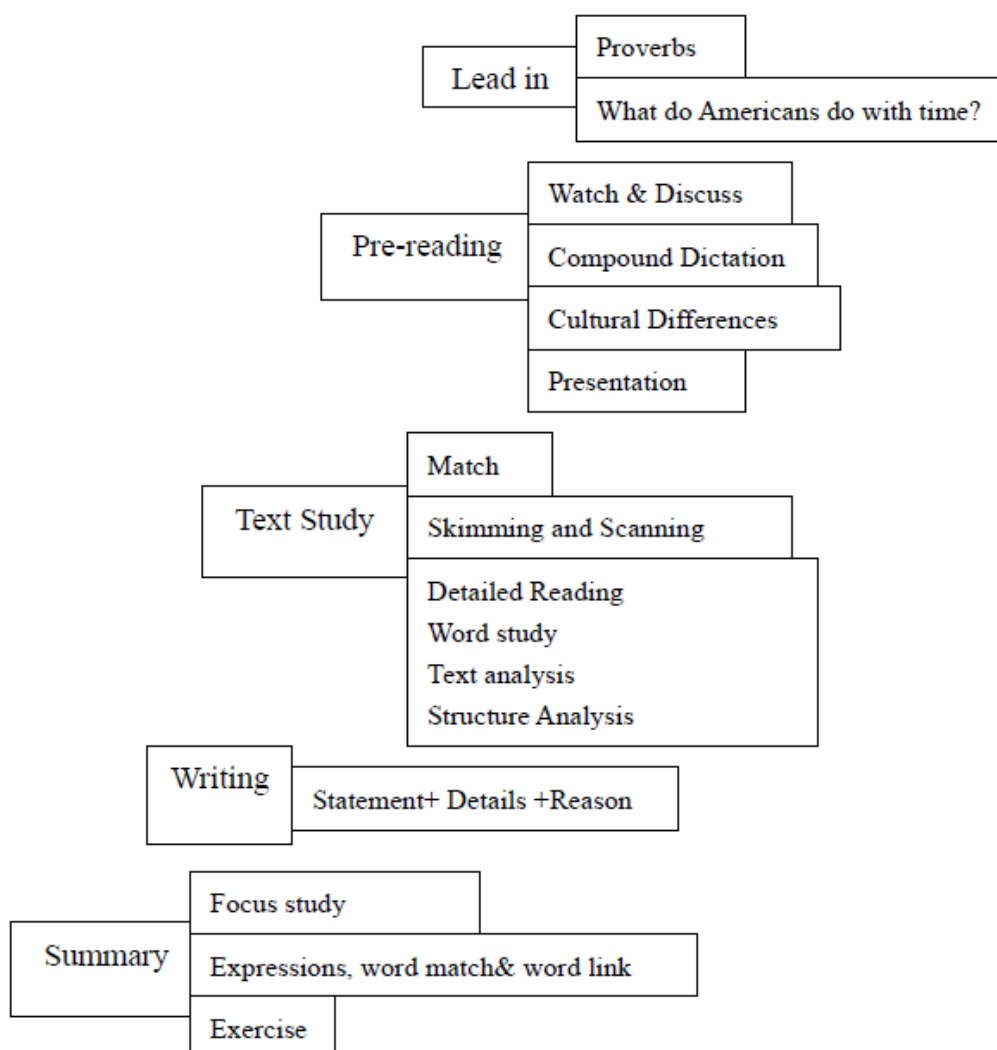 Lead in
Proverbs
What do Americans do with time?
Pre-reading
Watch & Discuss
Compound Dictation
Cultural Differences
Presentation
Text Study
Match
Skimming and Scanning
Detailed Reading
Word study
Text analysis
Structure Analysis
Writing
Statement+ Details +Reason
Summary
Focus study
Expressions, word match& word link
Exercise